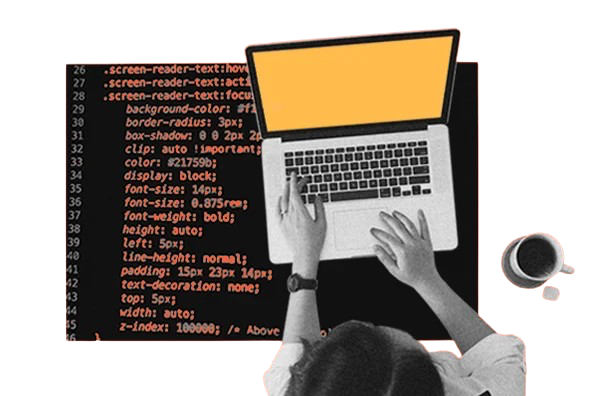 26 .screen-reader-text:hov
27 .screen-reader-text:acti
28 .screen-reader-text:focus
29 background-color: #f1
30 border-radius: 3px;
31 box-shadow: 0 0 2px 2p
32 clip: auto !important;
33 color: #21759b;
34 display: block;
35 font-size: 14px;
36 font-size: 0.875rem;
37 font-weight: bold;
38 height: auto;
39 left: 5px;
40 line-height: normal;
41 padding: 15px 23px 14px;
42 text-decoration: none;
43 top: 5px;
44 width: auto;
45 z-index: 100000; /* Above
46 }